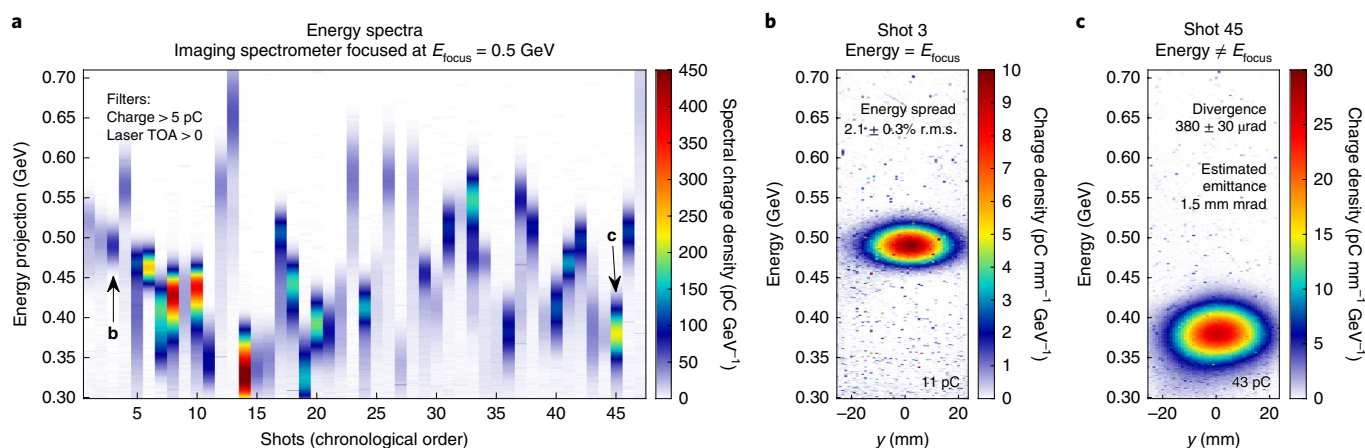 a
Energy spectra
Imaging spectrometer focused at E_focus = 0.5 GeV
Energy projection (GeV)
0.70
0.65
0.60
0.55
0.50
0.45
0.40
0.35
0.30
Filters:
Charge > 5 pC
Laser TOA > 0
b
c
5 10 15 20 25 30 35 40 45
Shots (chronological order)
450
400
350
300
250
200
150
100
50
0
Spectral charge density (pC GeV⁻¹)
b
Shot 3
Energy = E_focus
Energy (GeV)
0.70
0.65
0.60
0.55
0.50
0.45
0.40
0.35
0.30
Energy spread
2.1 ± 0.3% r.m.s.
11 pC
−20 0 20
y (mm)
10
9
8
7
6
5
4
3
2
1
0
Charge density (pC mm⁻¹ GeV⁻¹)
c
Shot 45
Energy ≠ E_focus
Energy (GeV)
0.70
0.65
0.60
0.55
0.50
0.45
0.40
0.35
0.30
Divergence
380 ± 30 μrad
Estimated
emittance
1.5 mm mrad
43 pC
−20 0 20
y (mm)
30
25
20
15
10
5
0
Charge density (pC mm⁻¹ GeV⁻¹)